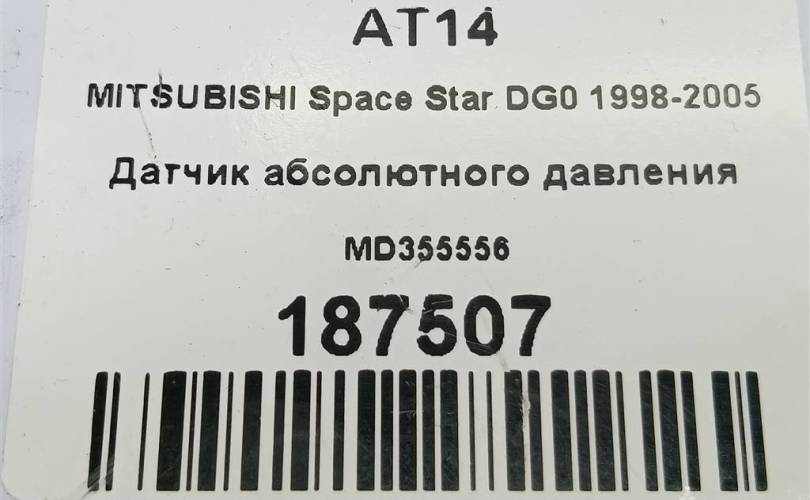 AT14
MITSUBISHI Space Star DG0 1998-2005
Датчик абсолютного давления
MD355556
187507